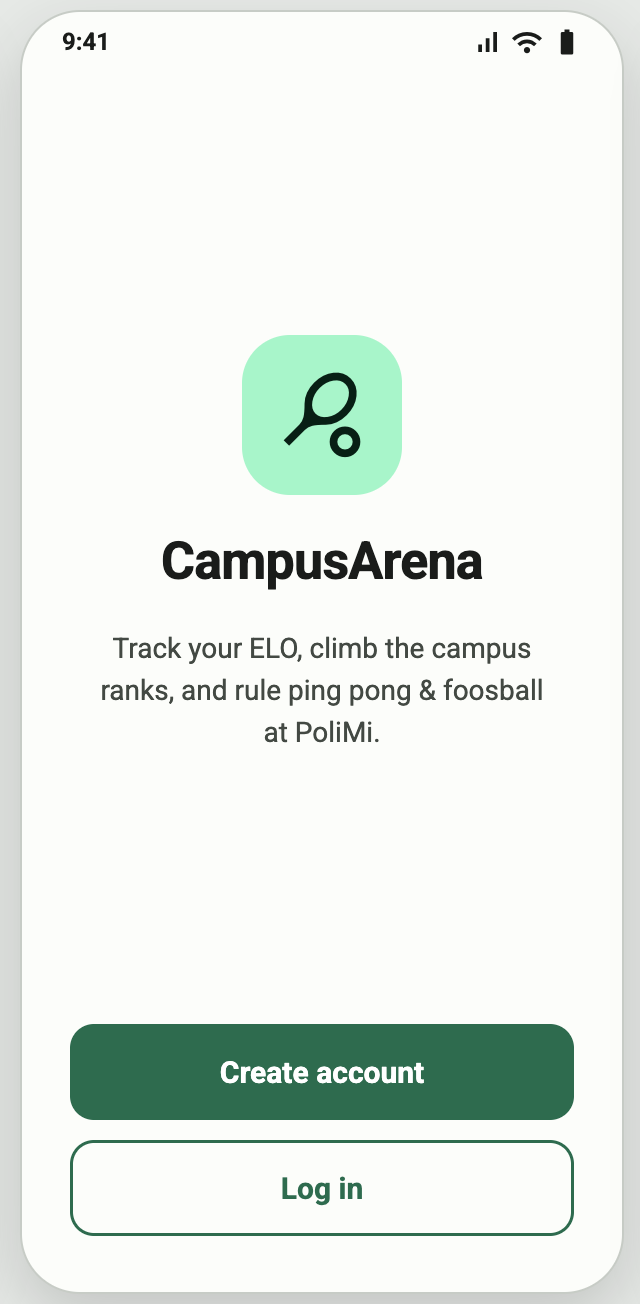 9:41
CampusArena
Track your ELO, climb the campus
ranks, and rule ping pong & foosball
at PoliMi.
Create account
Log in